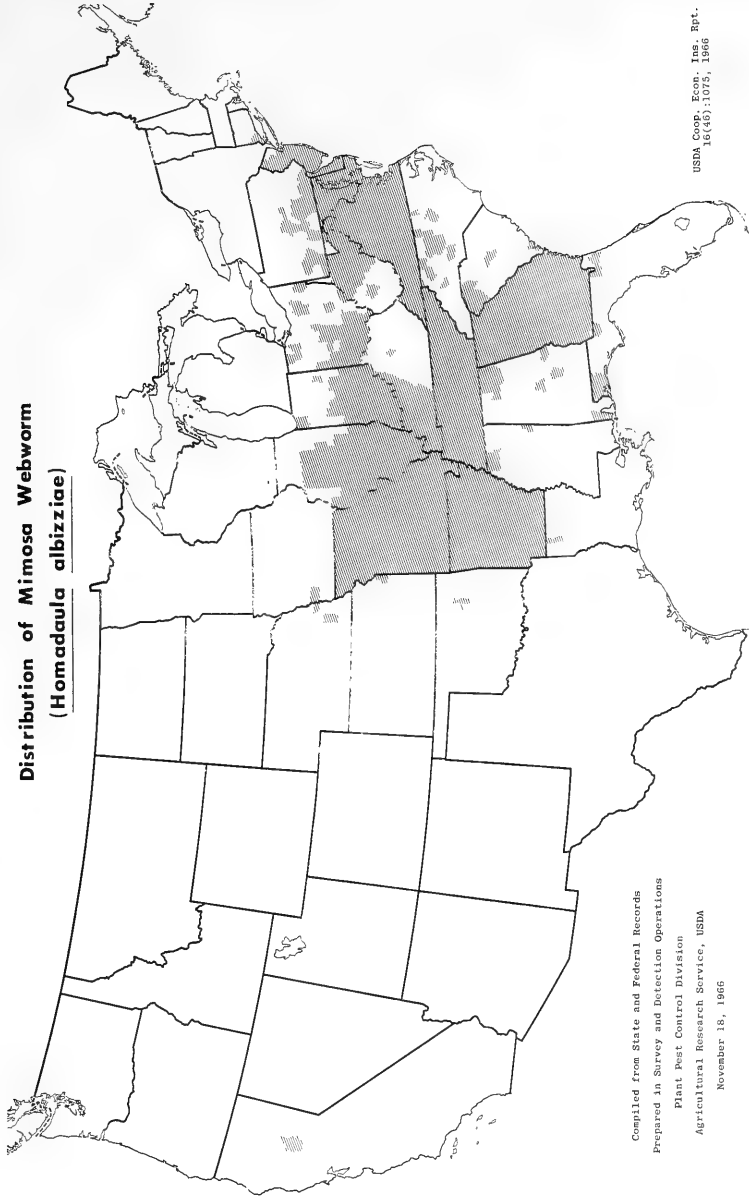 Distribution of Mimosa Webworm
(Homadaula albizziae)
Compiled from State and Federal Records
Prepared in Survey and Detection Operations
Plant Pest Control Division
Agricultural Research Service, USDA
November 18, 1966
USDA Coop. Econ. Ins. Rpt.
16(46):1075, 1966